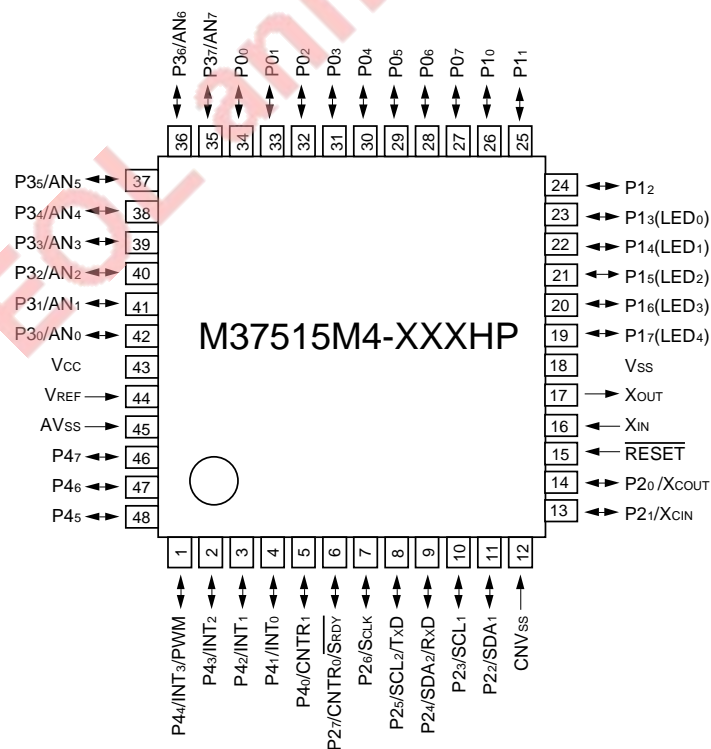 EOL ann
P36/AN6
P37/AN7
P00
P01
P02
P03
P04
P05
P06
P07
P10
P11
36 35 34 33 32 31 30 29 28 27 26 25
P35/AN5 37
P34/AN4 38
P33/AN3 39
P32/AN2 40
P31/AN1 41
P30/AN0 42
VCC 43
VREF 44
AVSS 45
P47 46
P46 47
P45 48
M37515M4-XXXHP
24 P12
23 P13(LED0)
22 P14(LED1)
21 P15(LED2)
20 P16(LED3)
19 P17(LED4)
18 VSS
17 XOUT
16 XIN
15 RESET
14 P20 /XCOUT
13 P21/XCIN
1 2 3 4 5 6 7 8 9 10 11 12
P44/INT3/PWM
P43/INT2
P42/INT1
P41/INT0
P40/CNTR1
P27/CNTR0/SRDY
P26/SCLK
P25/SCL2/TxD
P24/SDA2/RxD
P23/SCL1
P22/SDA1
CNVSS